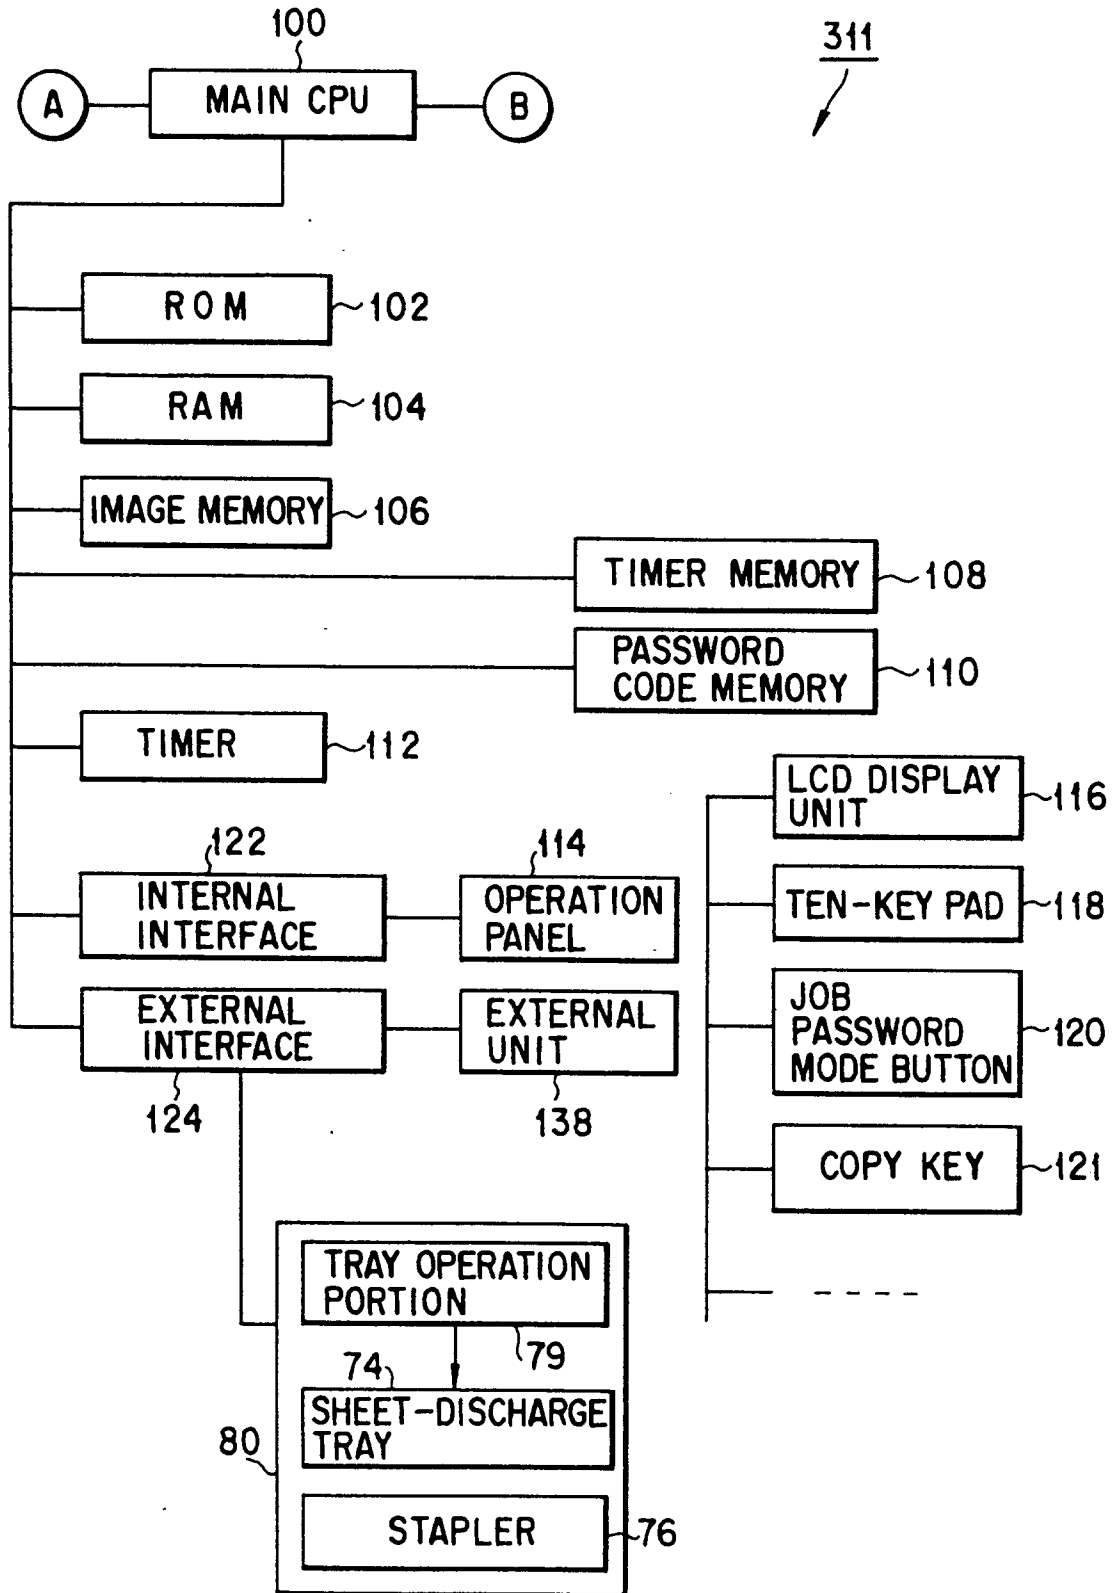 100
311
A
MAIN CPU
B
ROM
102
RAM
104
IMAGE MEMORY
106
TIMER MEMORY
108
PASSWORD
CODE MEMORY
110
TIMER
112
LCD DISPLAY
UNIT
116
122
INTERNAL
INTERFACE
114
OPERATION
PANEL
TEN-KEY PAD
118
EXTERNAL
INTERFACE
124
EXTERNAL
UNIT
138
JOB
PASSWORD
MODE BUTTON
120
COPY KEY
121
TRAY OPERATION
PORTION
79
74
SHEET-DISCHARGE
TRAY
80
STAPLER
76